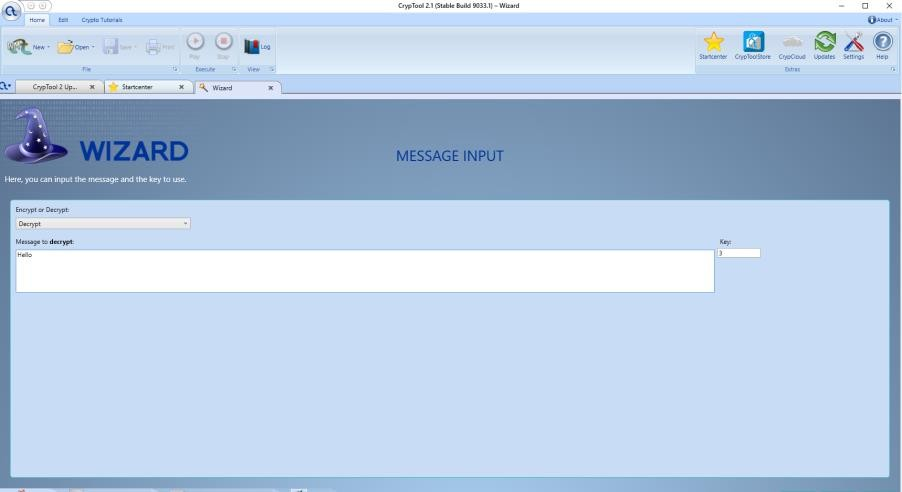 CrypTool 2.1 (Stable Build 9033.1) – Wizard
Home Edit Crypto Tutorials About
New Open Save Print Play Stop Log Startcenter CrypToolStore CrypCloud Updates Settings Help
File Execute View Extras
CrypTool 2 Up... Startcenter Wizard
WIZARD
MESSAGE INPUT
Here, you can input the message and the key to use.
Encrypt or Decrypt:
Decrypt
Message to decrypt: Key:
Hello 3